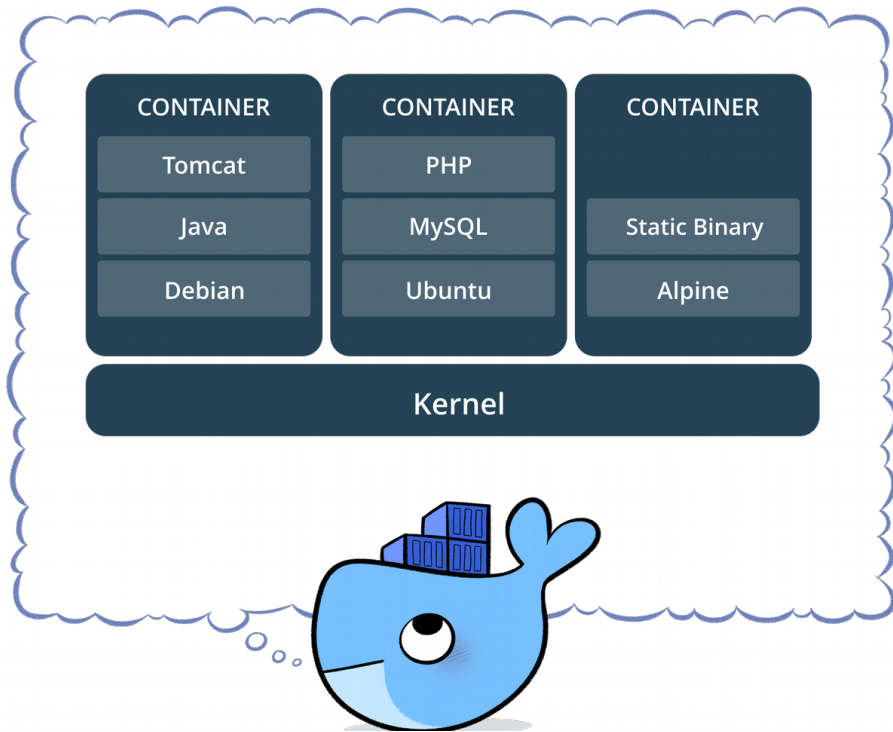 CONTAINER
Tomcat
Java
Debian
CONTAINER
PHP
MySQL
Ubuntu
CONTAINER
Static Binary
Alpine
Kernel